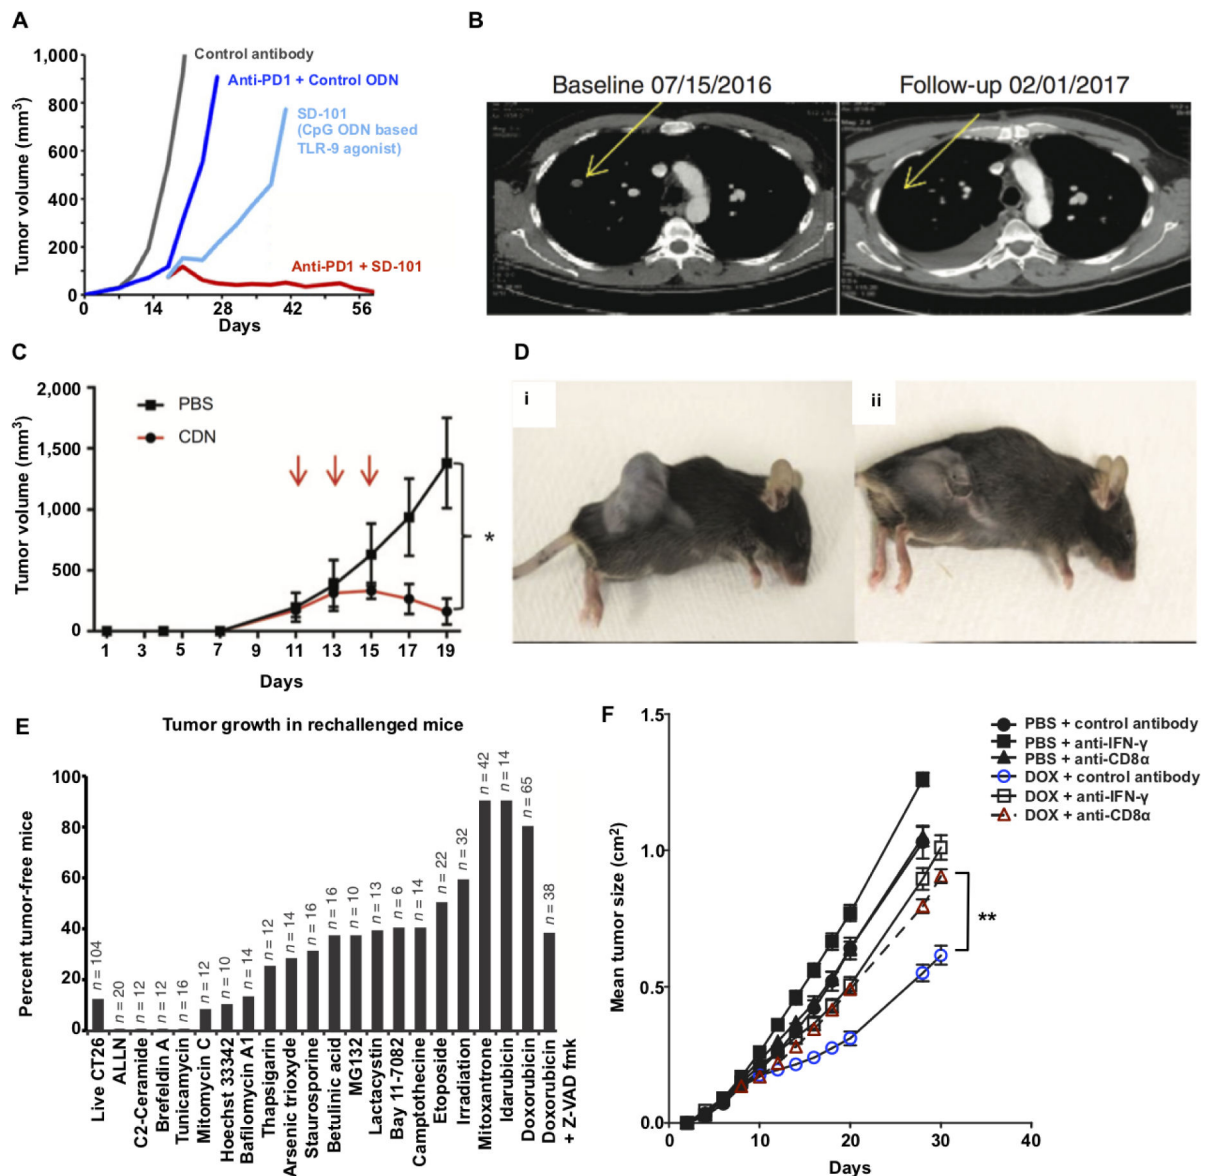 A
Tumor volume (mm³)
1,000
800
600
400
200
0
0
14
28
42
56
Days
Control antibody
Anti-PD1 + Control ODN
SD-101
(CpG ODN based
TLR-9 agonist)
Anti-PD1 + SD-101
B
Baseline 07/15/2016
Follow-up 02/01/2017
C
Tumor volume (mm³)
2,000
1,500
1,000
500
0
PBS
CDN
*
1
3
5
7
9
11
13
15
17
19
Days
D
i
ii
E
Tumor growth in rechallenged mice
Percent tumor-free mice
100
80
60
40
20
0
n = 104
n = 20
n = 12
n = 12
n = 16
n = 12
n = 10
n = 14
n = 12
n = 14
n = 16
n = 16
n = 10
n = 13
n = 6
n = 14
n = 22
n = 32
n = 42
n = 14
n = 65
n = 38
Live CT26
ALLN
C2-Ceramide
Brefeldin A
Tunicamycin
Mitomycin C
Hoechst 33342
Bafilomycin A1
Thapsigarin
Arsenic trioxyde
Staurosporine
Betulinic acid
MG132
Lactacystin
Bay 11-7082
Camptothecine
Etoposide
Irradiation
Mitoxantrone
Idarubicin
Doxorubicin
Doxorubicin
+ Z-VAD fmk
F
Mean tumor size (cm²)
1.5
1.0
0.5
0.0
0
10
20
30
40
Days
PBS + control antibody
PBS + anti-IFN-γ
PBS + anti-CD8α
DOX + control antibody
DOX + anti-IFN-γ
DOX + anti-CD8α
**